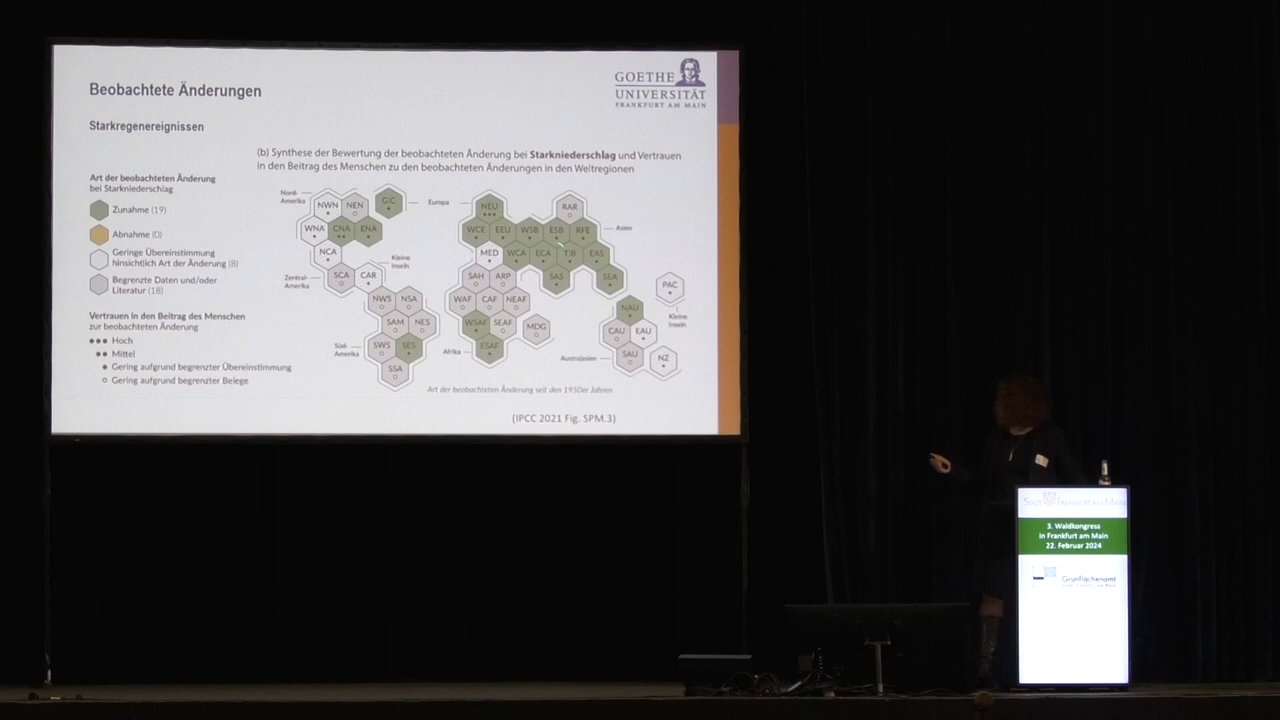 Beobachtete Änderungen
GOETHE
UNIVERSITÄT
FRANKFURT AM MAIN
Starkregenereignissen
(b) Synthese der Bewertung der beobachteten Änderung bei Starkniederschlag und Vertrauen
in den Beitrag des Menschen zu den beobachteten Änderungen in den Weltregionen
Art der beobachteten Änderung
bei Starkniederschlag
Zunahme (19)
Abnahme (0)
Geringe Übereinstimmung
hinsichtlich Art der Änderung (8)
Begrenzte Daten und/oder
Literatur (18)
Vertrauen in den Beitrag des Menschen
zur beobachteten Änderung
Hoch
Mittel
Gering aufgrund begrenzter Übereinstimmung
Gering aufgrund begrenzter Belege
Nord-
Amerika
NWN NEN GIC
WNA CNA ENA
NCA
Kleine
Inseln
Zentral-
Amerika
SCA CAR
NWS NSA
SAM NES
Süd-
Amerika
SWS SES
SSA
Europa
NEU RAR
WCE EEU WSB ESB RFE
Asien
MED WCA ECA TIB EAS
SAH ARP SAS SEA
WAF CAF NEAF
WSAF SEAF MDG
Afrika
ESAF
PAC
Kleine
Inseln
NAU
CAU EAU
Australasien
SAU NZ
Art der beobachteten Änderung seit den 1950er Jahren
(IPCC 2021 Fig. SPM.3)
STADT FRANKFURT AM MAIN
3. Waldkongress
in Frankfurt am Main
22. Februar 2024
Grünflächenamt